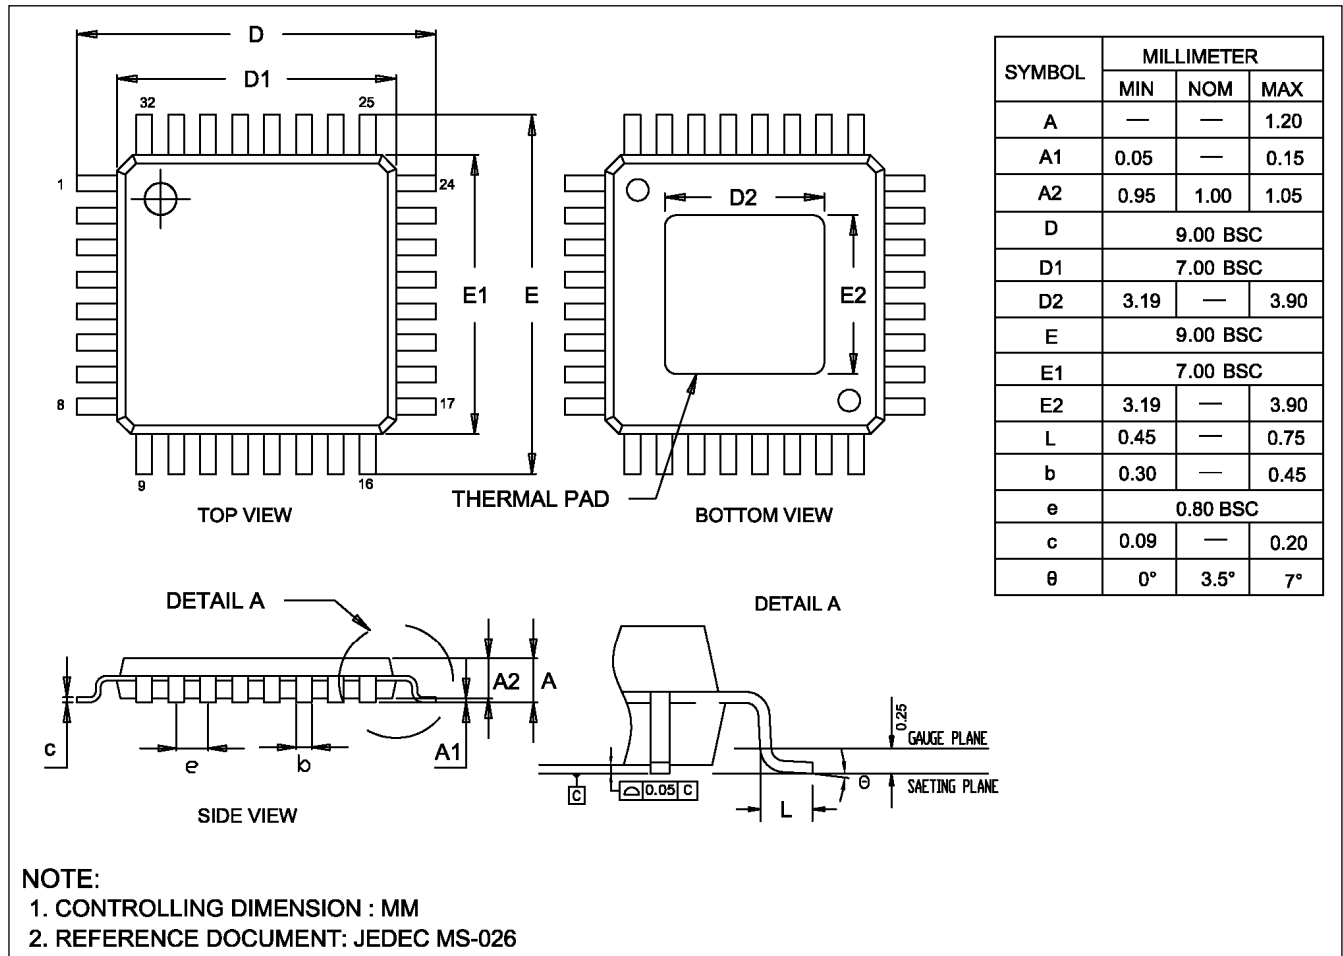 D
D1
32 25
1 24
8 17
9 16
E1 E
TOP VIEW
D2
E2
THERMAL PAD
BOTTOM VIEW
SYMBOL MILLIMETER
MIN NOM MAX
A — — 1.20
A1 0.05 — 0.15
A2 0.95 1.00 1.05
D 9.00 BSC
D1 7.00 BSC
D2 3.19 — 3.90
E 9.00 BSC
E1 7.00 BSC
E2 3.19 — 3.90
L 0.45 — 0.75
b 0.30 — 0.45
e 0.80 BSC
c 0.09 — 0.20
θ 0° 3.5° 7°
DETAIL A
A2 A
c e b A1
SIDE VIEW
DETAIL A
0.25
GAUGE PLANE
SAETING PLANE
θ
C
0.05 C
L
NOTE:
1. CONTROLLING DIMENSION : MM
2. REFERENCE DOCUMENT: JEDEC MS-026